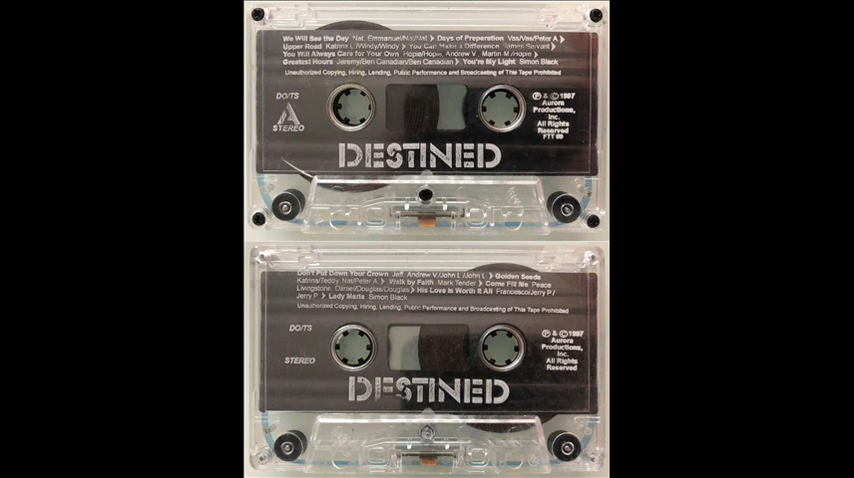 We Will See the Day Nat, Emmanuel/Nat/Nat ❯ Days of Preparation Vas/Vas/Peter A. ❯
Upper Road Katrina L./Windy/Windy ❯ You Can Make a Difference James Servant ❯
You Will Always Care for Your Own Hopie/Hopie, Andrew V., Martin M./Hopie ❯
Greatest Hours Jeremy/Ben Canadian/Ben Canadian ❯ You're My Light Simon Black
Unauthorized Copying, Hiring, Lending, Public Performance and Broadcasting of This Tape Prohibited
DO/TS
A
STEREO
℗ & © 1997
Aurora
Productions,
Inc.
All Rights
Reserved
DESTINED
Don't Put Down Your Crown Jeff, Andrew V./John L./John L. ❯ Golden Seeds
Katrina/Teddy, Nat/Peter A. ❯ Walk by Faith Mark Tender ❯ Come Fill Me Peace
Livingstone, Daniel/Douglas/Douglas ❯ His Love Is Worth It All Francesco/Jerry P./
Jerry P. ❯ Lady Maria Simon Black
Unauthorized Copying, Hiring, Lending, Public Performance and Broadcasting of This Tape Prohibited
DO/TS
STEREO
℗ & © 1997
Aurora
Productions,
Inc.
All Rights
Reserved
DESTINED